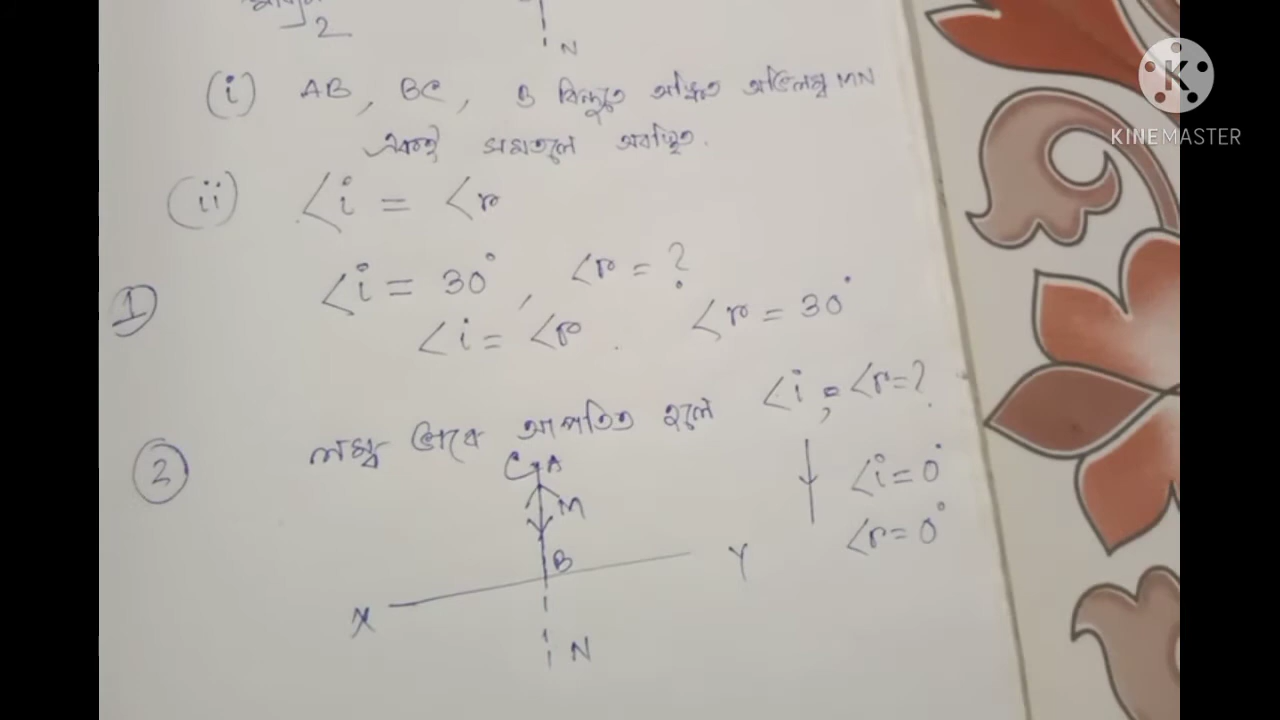 মাধ্যম
2
N
(i) AB, BC, B বিন্দুতে অঙ্কিত অভিলম্ব MN
একই সমতলে অবস্থিত.
(ii) <i = <r
1 <i = 30°, <r = ?
<i = <r. <r = 30°
2 লম্ব ভাবে আপতিত হলে <i, <r=?
C A
M
<i=0°
<r=0°
B
X Y
N
K
KINEMASTER